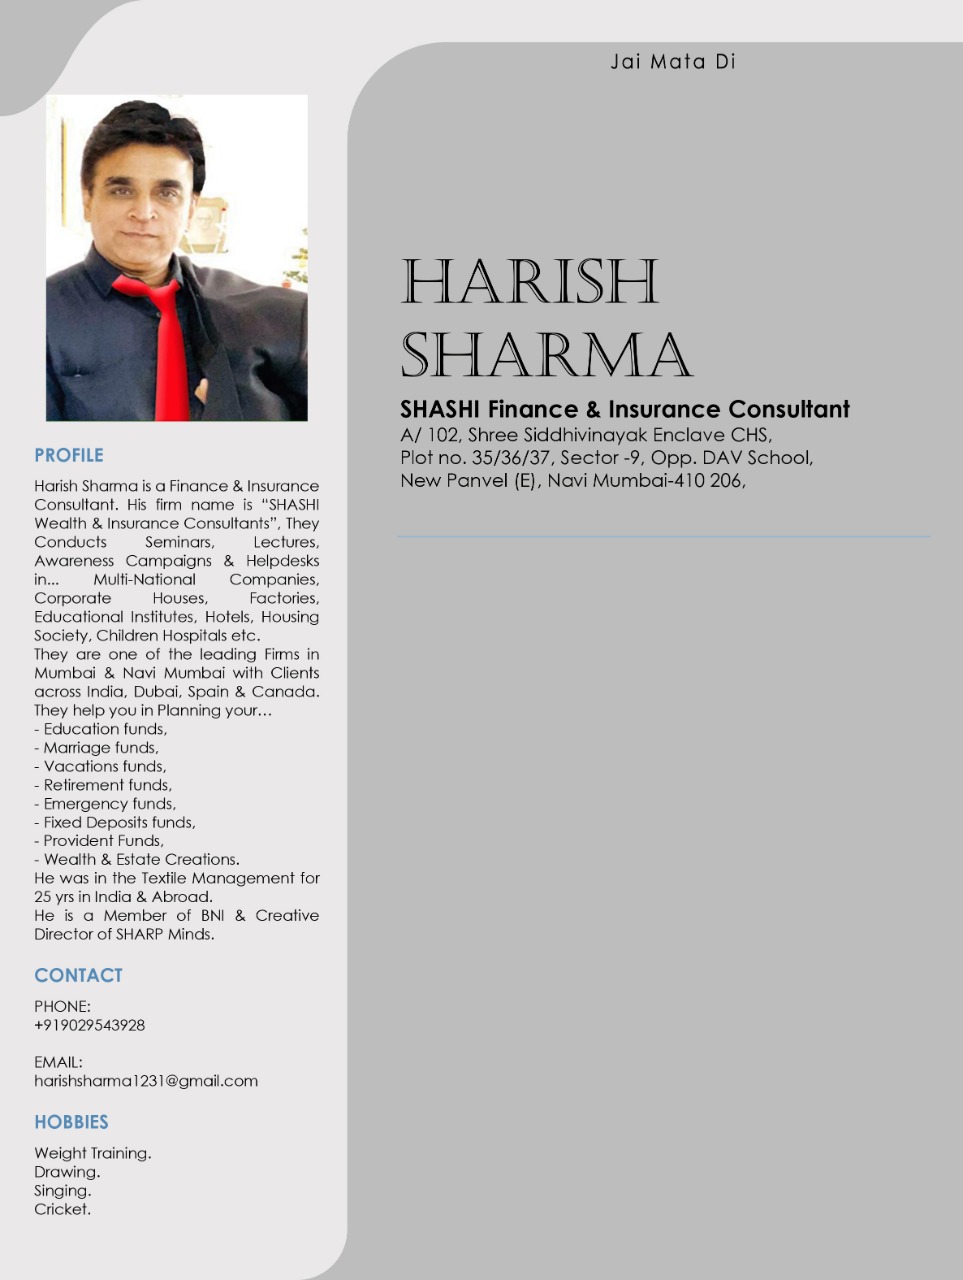 Jai Mata Di
HARISH
SHARMA
SHASHI Finance & Insurance Consultant
A/ 102, Shree Siddhivinayak Enclave CHS,
Plot no. 35/36/37, Sector -9, Opp. DAV School,
New Panvel (E), Navi Mumbai-410 206,
PROFILE
Harish Sharma is a Finance & Insurance
Consultant. His firm name is “SHASHI
Wealth & Insurance Consultants”, They
Conducts Seminars, Lectures,
Awareness Campaigns & Helpdesks
in... Multi-National Companies,
Corporate Houses, Factories,
Educational Institutes, Hotels, Housing
Society, Children Hospitals etc.
They are one of the leading Firms in
Mumbai & Navi Mumbai with Clients
across India, Dubai, Spain & Canada.
They help you in Planning your…
- Education funds,
- Marriage funds,
- Vacations funds,
- Retirement funds,
- Emergency funds,
- Fixed Deposits funds,
- Provident Funds,
- Wealth & Estate Creations.
He was in the Textile Management for
25 yrs in India & Abroad.
He is a Member of BNI & Creative
Director of SHARP Minds.
CONTACT
PHONE:
+919029543928
EMAIL:
harishsharma1231@gmail.com
HOBBIES
Weight Training.
Drawing.
Singing.
Cricket.